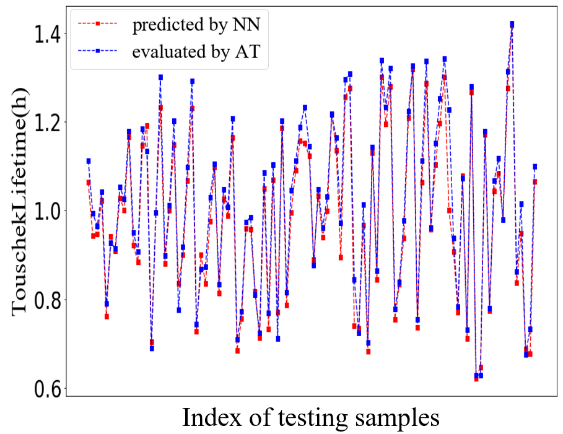 predicted by NN
evaluated by AT
1.4
1.2
1.0
0.8
0.6
TouschekLifetime(h)
Index of testing samples